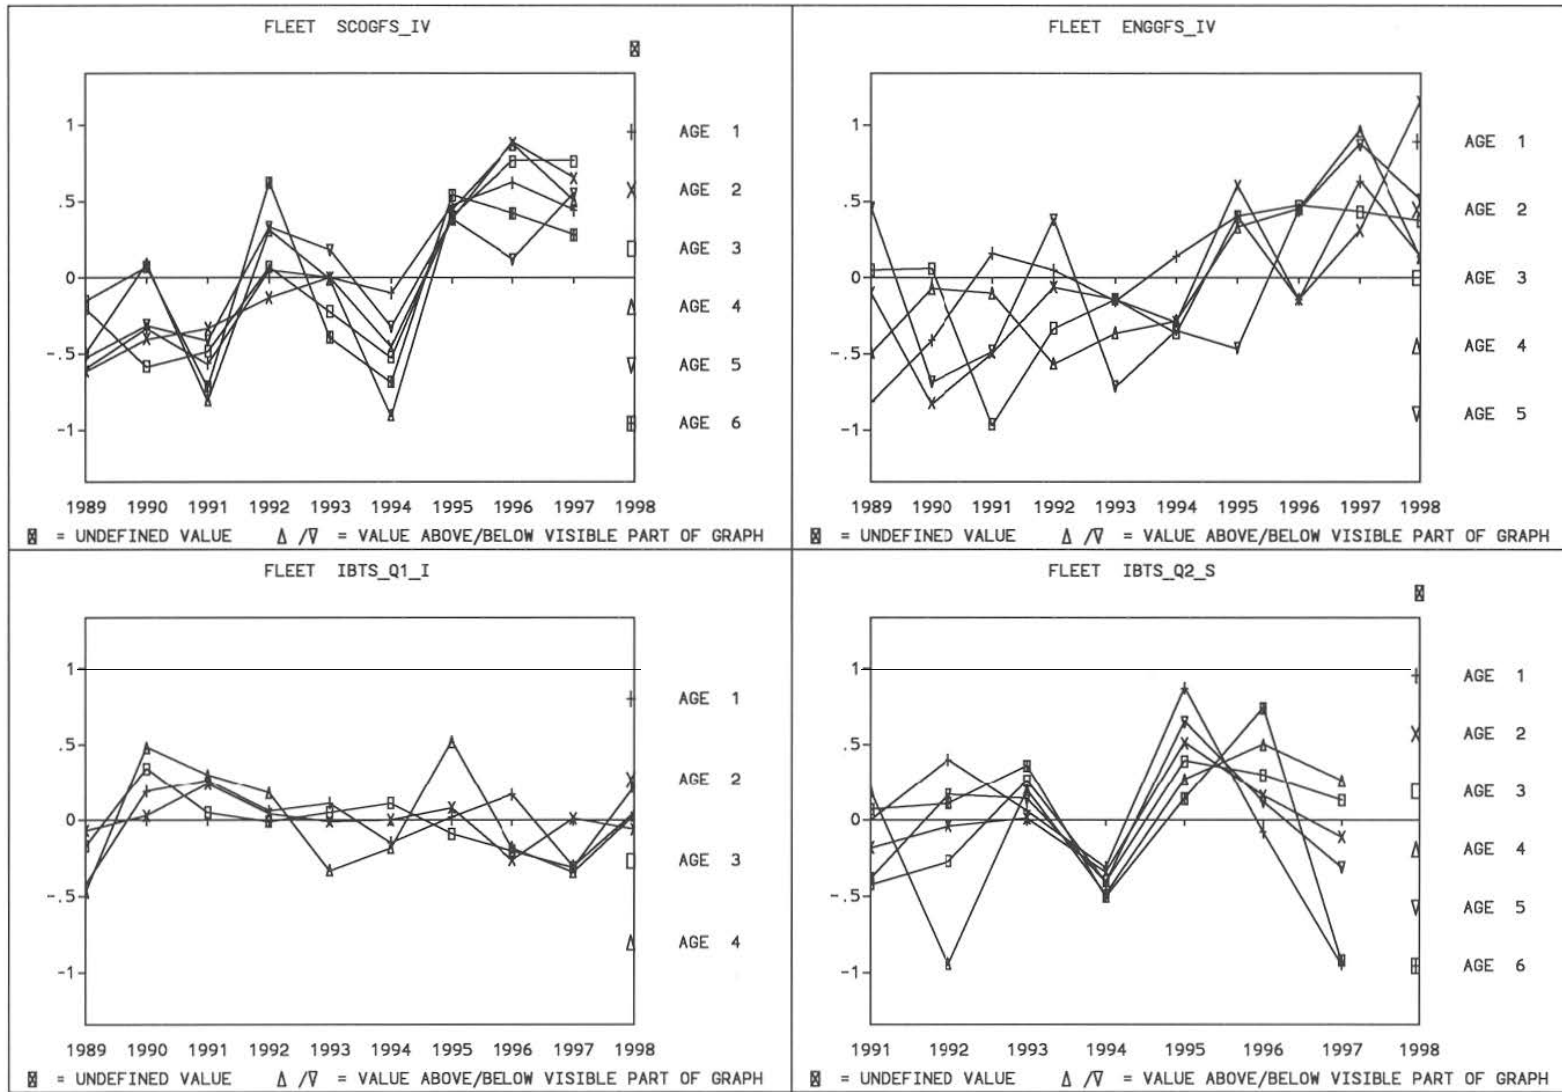 FLEET SCOGFS_IV
1
.5
0
-.5
-1
1989 1990 1991 1992 1993 1994 1995 1996 1997 1998
AGE 1
AGE 2
AGE 3
AGE 4
AGE 5
AGE 6
= UNDEFINED VALUE Δ /∇ = VALUE ABOVE/BELOW VISIBLE PART OF GRAPH
FLEET ENGGFS_IV
1
.5
0
-.5
-1
1989 1990 1991 1992 1993 1994 1995 1996 1997 1998
AGE 1
AGE 2
AGE 3
AGE 4
AGE 5
= UNDEFINED VALUE Δ /∇ = VALUE ABOVE/BELOW VISIBLE PART OF GRAPH
FLEET IBTS_Q1_I
1
.5
0
-.5
-1
1989 1990 1991 1992 1993 1994 1995 1996 1997 1998
AGE 1
AGE 2
AGE 3
AGE 4
= UNDEFINED VALUE Δ /∇ = VALUE ABOVE/BELOW VISIBLE PART OF GRAPH
FLEET IBTS_Q2_S
1
.5
0
-.5
-1
1991 1992 1993 1994 1995 1996 1997 1998
AGE 1
AGE 2
AGE 3
AGE 4
AGE 5
AGE 6
= UNDEFINED VALUE Δ /∇ = VALUE ABOVE/BELOW VISIBLE PART OF GRAPH